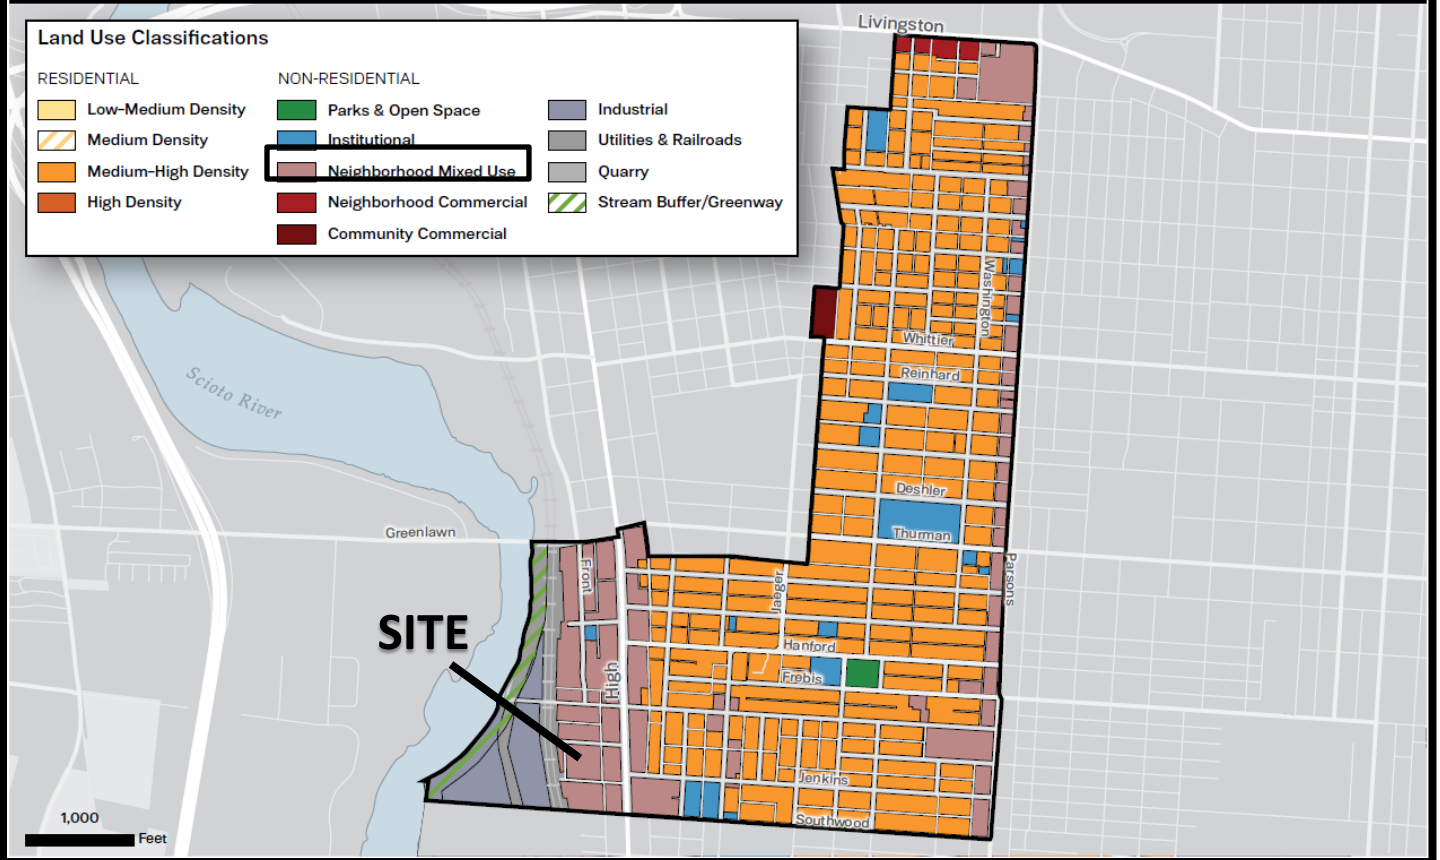 Livingston
Land Use Classifications
RESIDENTIAL
Low–Medium Density
Medium Density
Medium–High Density
High Density
NON-RESIDENTIAL
Parks & Open Space
Institutional
Neighborhood Mixed Use
Neighborhood Commercial
Community Commercial
Industrial
Utilities & Railroads
Quarry
Stream Buffer/Greenway
Washington
Whittier
Reinhard
Scioto River
Deshler
Greenlawn
Thurman
Front
Jaeger
Parsons
SITE
Hanford
High
Frebis
Jenkins
1,000
Feet
Southwood